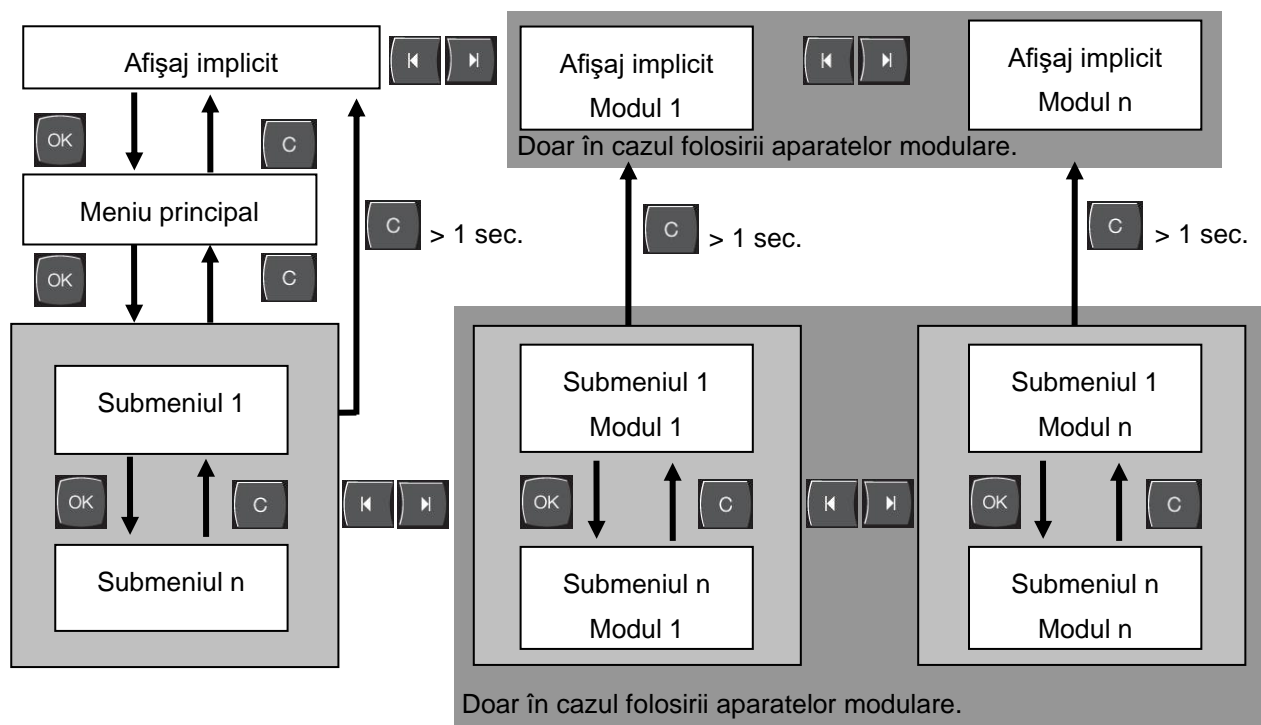 Afişaj implicit
Afişaj implicit
Modul 1
Afişaj implicit
Modul n
Doar în cazul folosirii aparatelor modulare.
OK
C
Meniu principal
OK
C
C
> 1 sec.
C
> 1 sec.
C
> 1 sec.
Submeniul 1
OK
C
Submeniul n
Submeniul 1
Modul 1
OK
C
Submeniul n
Modul 1
Submeniul 1
Modul n
OK
C
Submeniul n
Modul n
Doar în cazul folosirii aparatelor modulare.